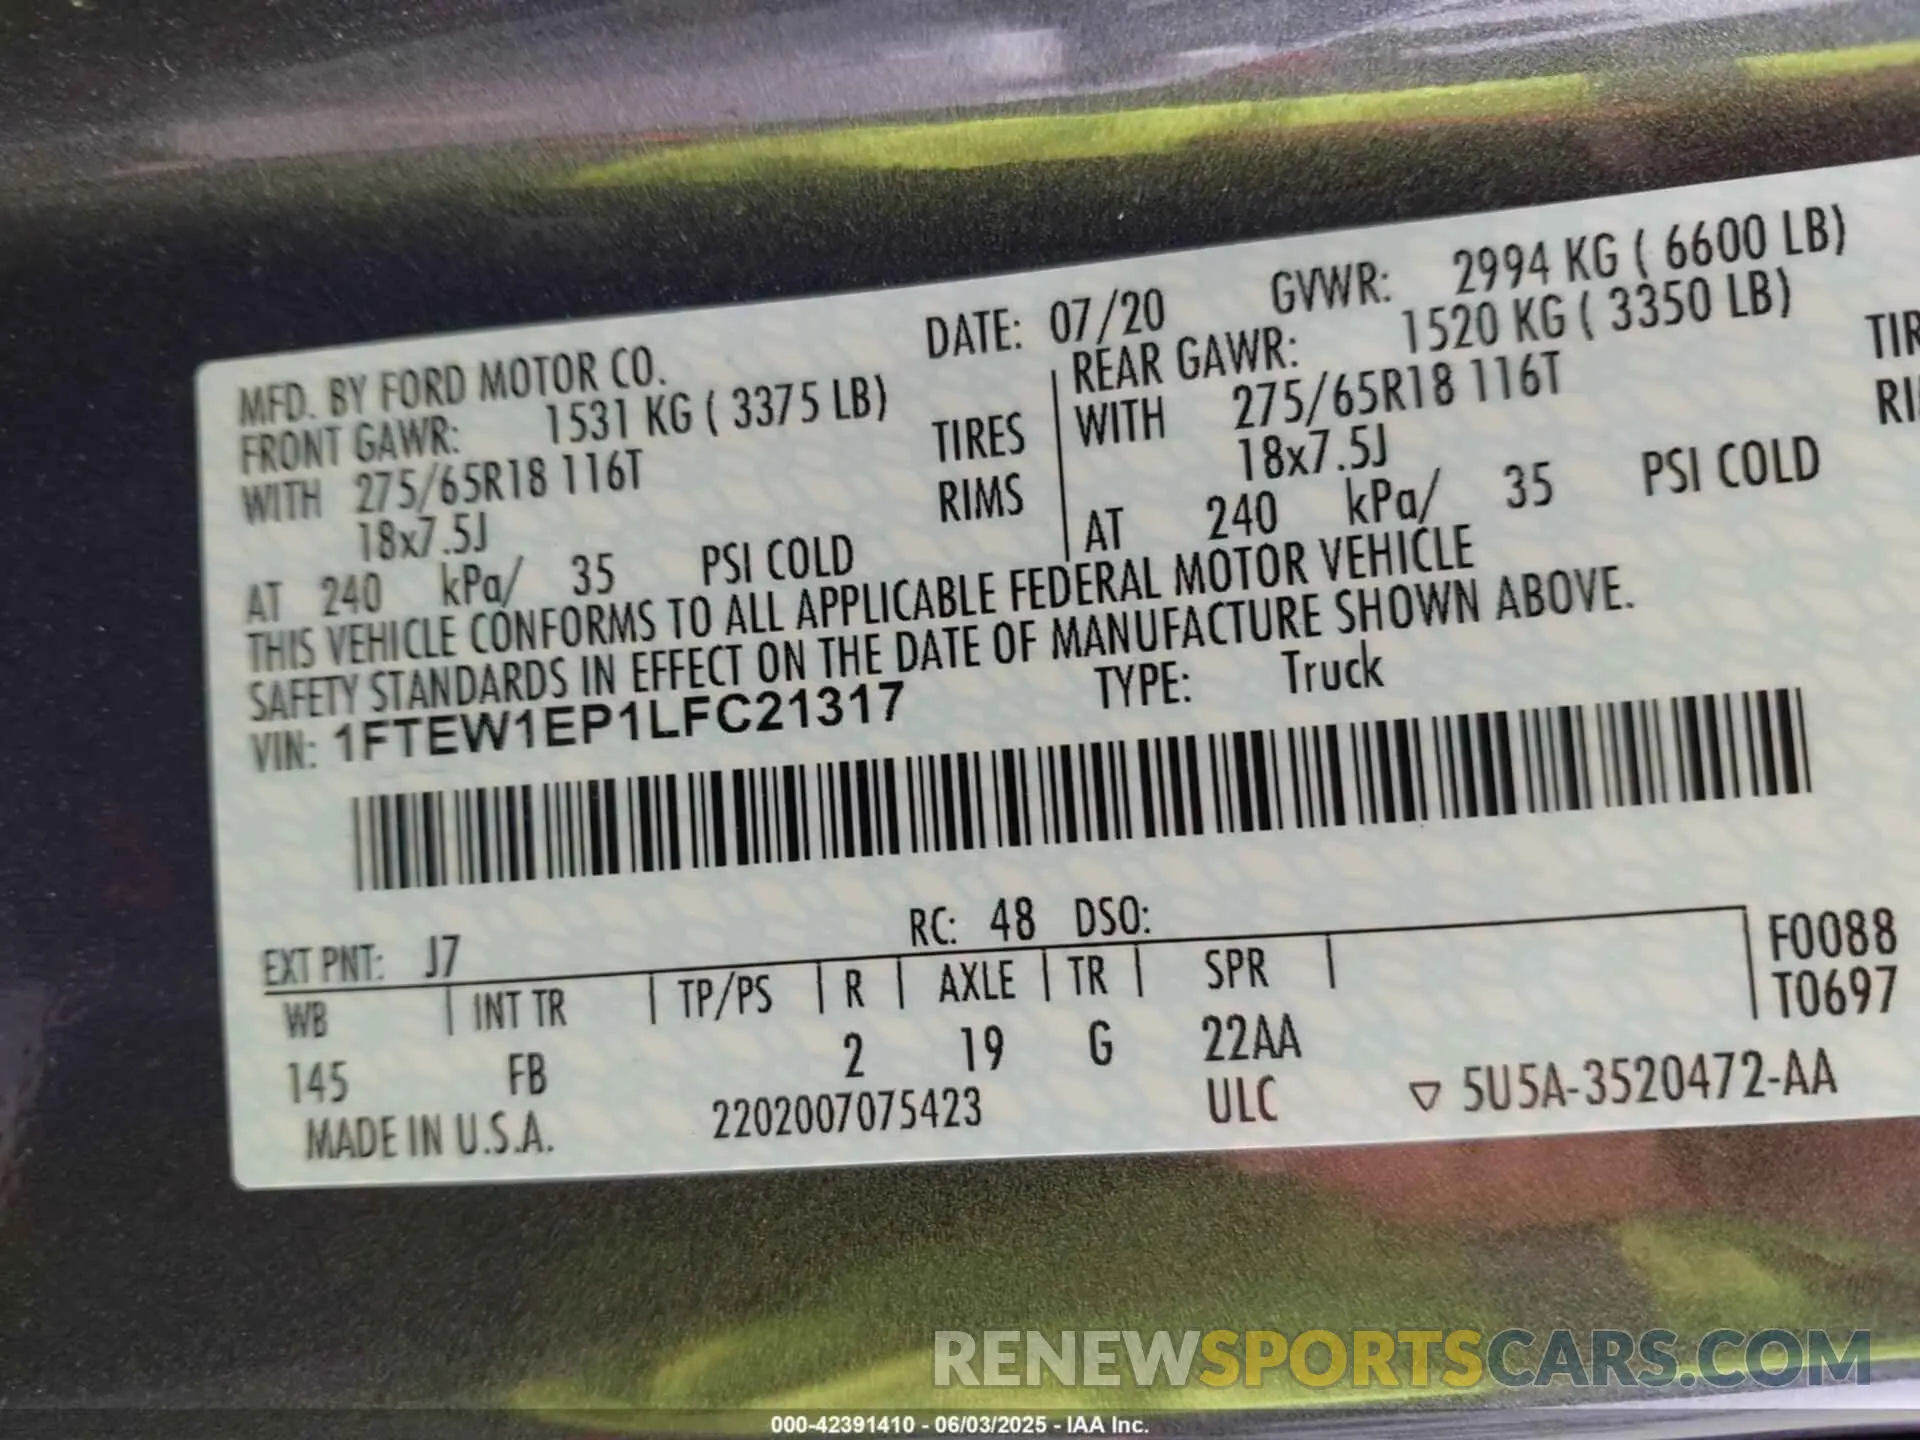 MFD. BY FORD MOTOR CO. DATE: 07/20 GVWR: 2994 KG ( 6600 LB)
FRONT GAWR: 1531 KG ( 3375 LB) REAR GAWR: 1520 KG ( 3350 LB)
WITH 275/65R18 116T TIRES WITH 275/65R18 116T TIR
18x7.5J RIMS 18x7.5J RI
AT 240 kPa/ 35 PSI COLD AT 240 kPa/ 35 PSI COLD
THIS VEHICLE CONFORMS TO ALL APPLICABLE FEDERAL MOTOR VEHICLE
SAFETY STANDARDS IN EFFECT ON THE DATE OF MANUFACTURE SHOWN ABOVE.
VIN: 1FTEW1EP1LFC21317 TYPE: Truck
EXT PNT: J7 RC: 48 DSO:
WB INT TR TP/PS R AXLE TR SPR F0088
145 FB 2 19 G 22AA T0697
MADE IN U.S.A. 2202007075423 ULC ▽ 5U5A-3520472-AA
RENEWSPORTSCARS.COM
000-42391410 - 06/03/2025 - IAA Inc.